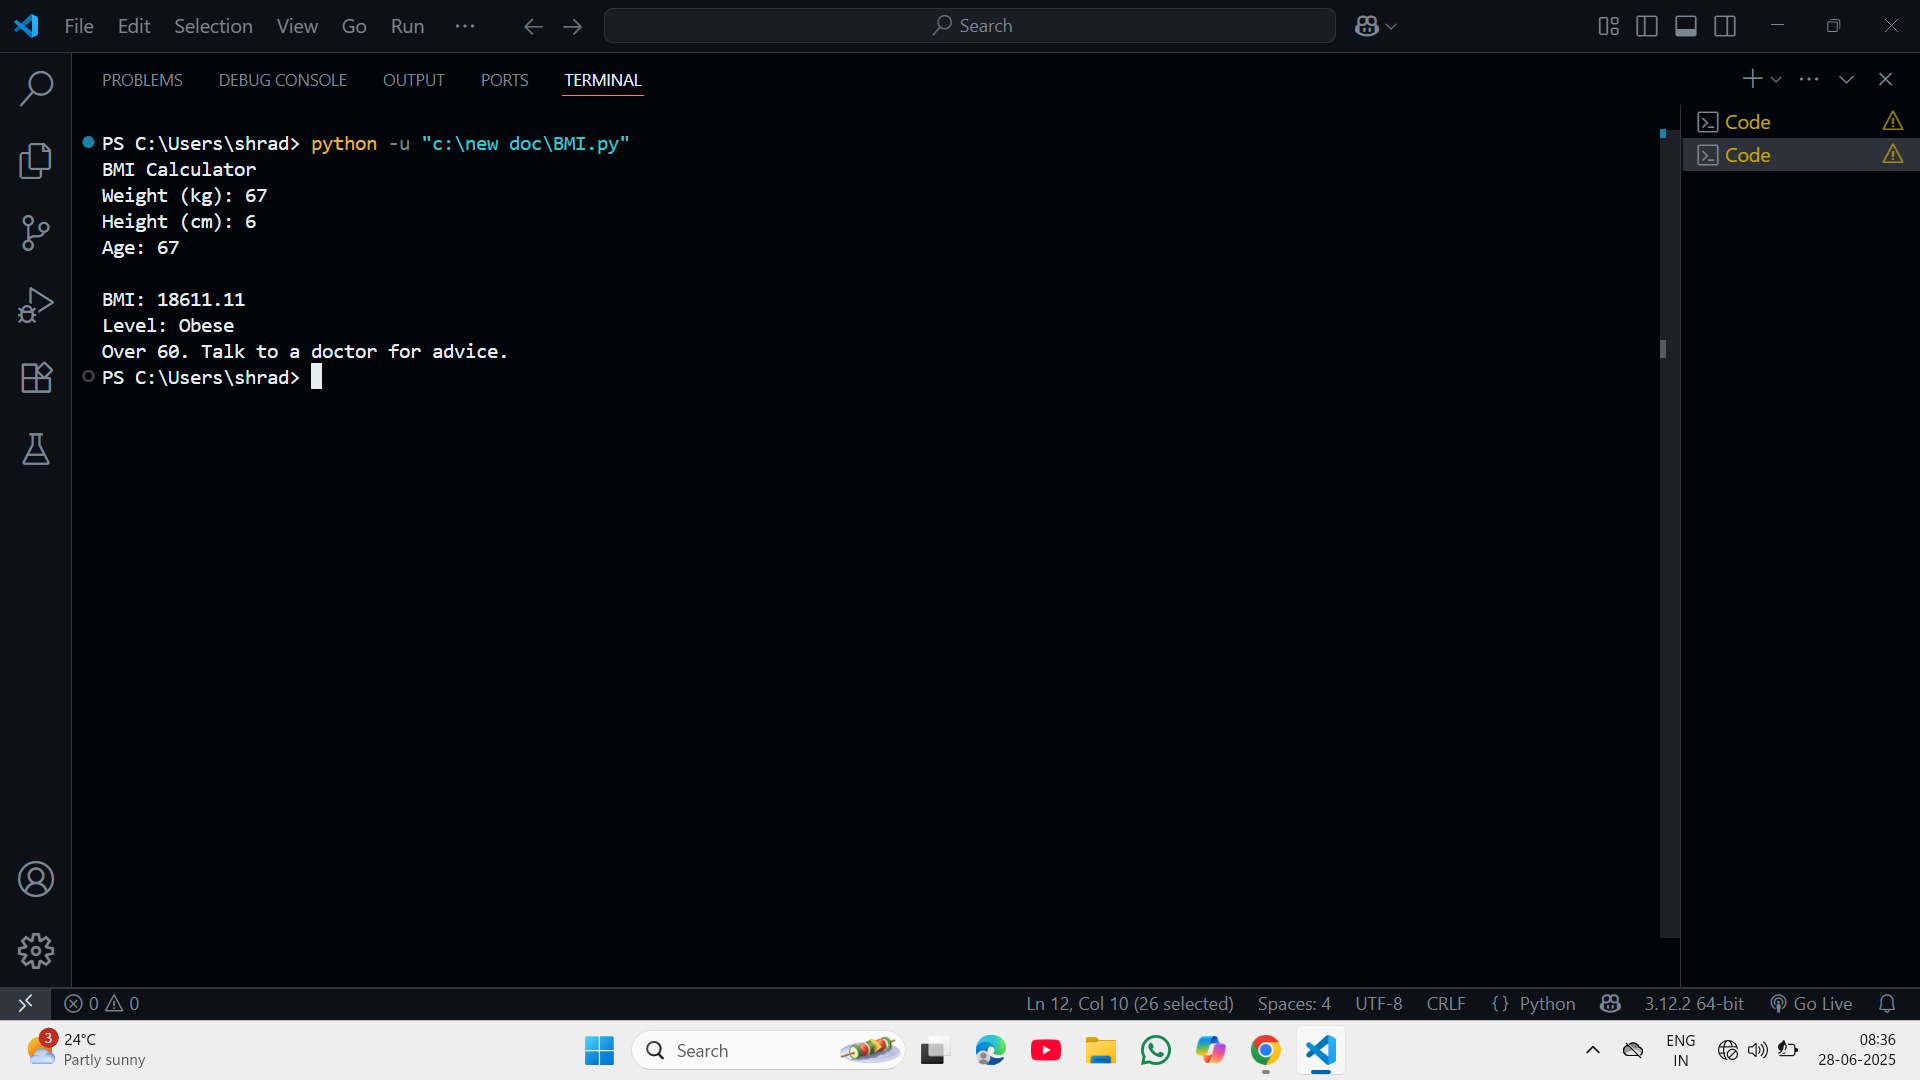 File Edit Selection View Go Run ··· Search
PROBLEMS DEBUG CONSOLE OUTPUT PORTS TERMINAL
Code
Code
PS C:\Users\shrad> python -u "c:\new doc\BMI.py"
BMI Calculator
Weight (kg): 67
Height (cm): 6
Age: 67
BMI: 18611.11
Level: Obese
Over 60. Talk to a doctor for advice.
PS C:\Users\shrad>
0 0 Ln 12, Col 10 (26 selected) Spaces: 4 UTF-8 CRLF {} Python 3.12.2 64-bit Go Live
3 24°C
Partly sunny
Search
ENG
IN
08:36
28-06-2025